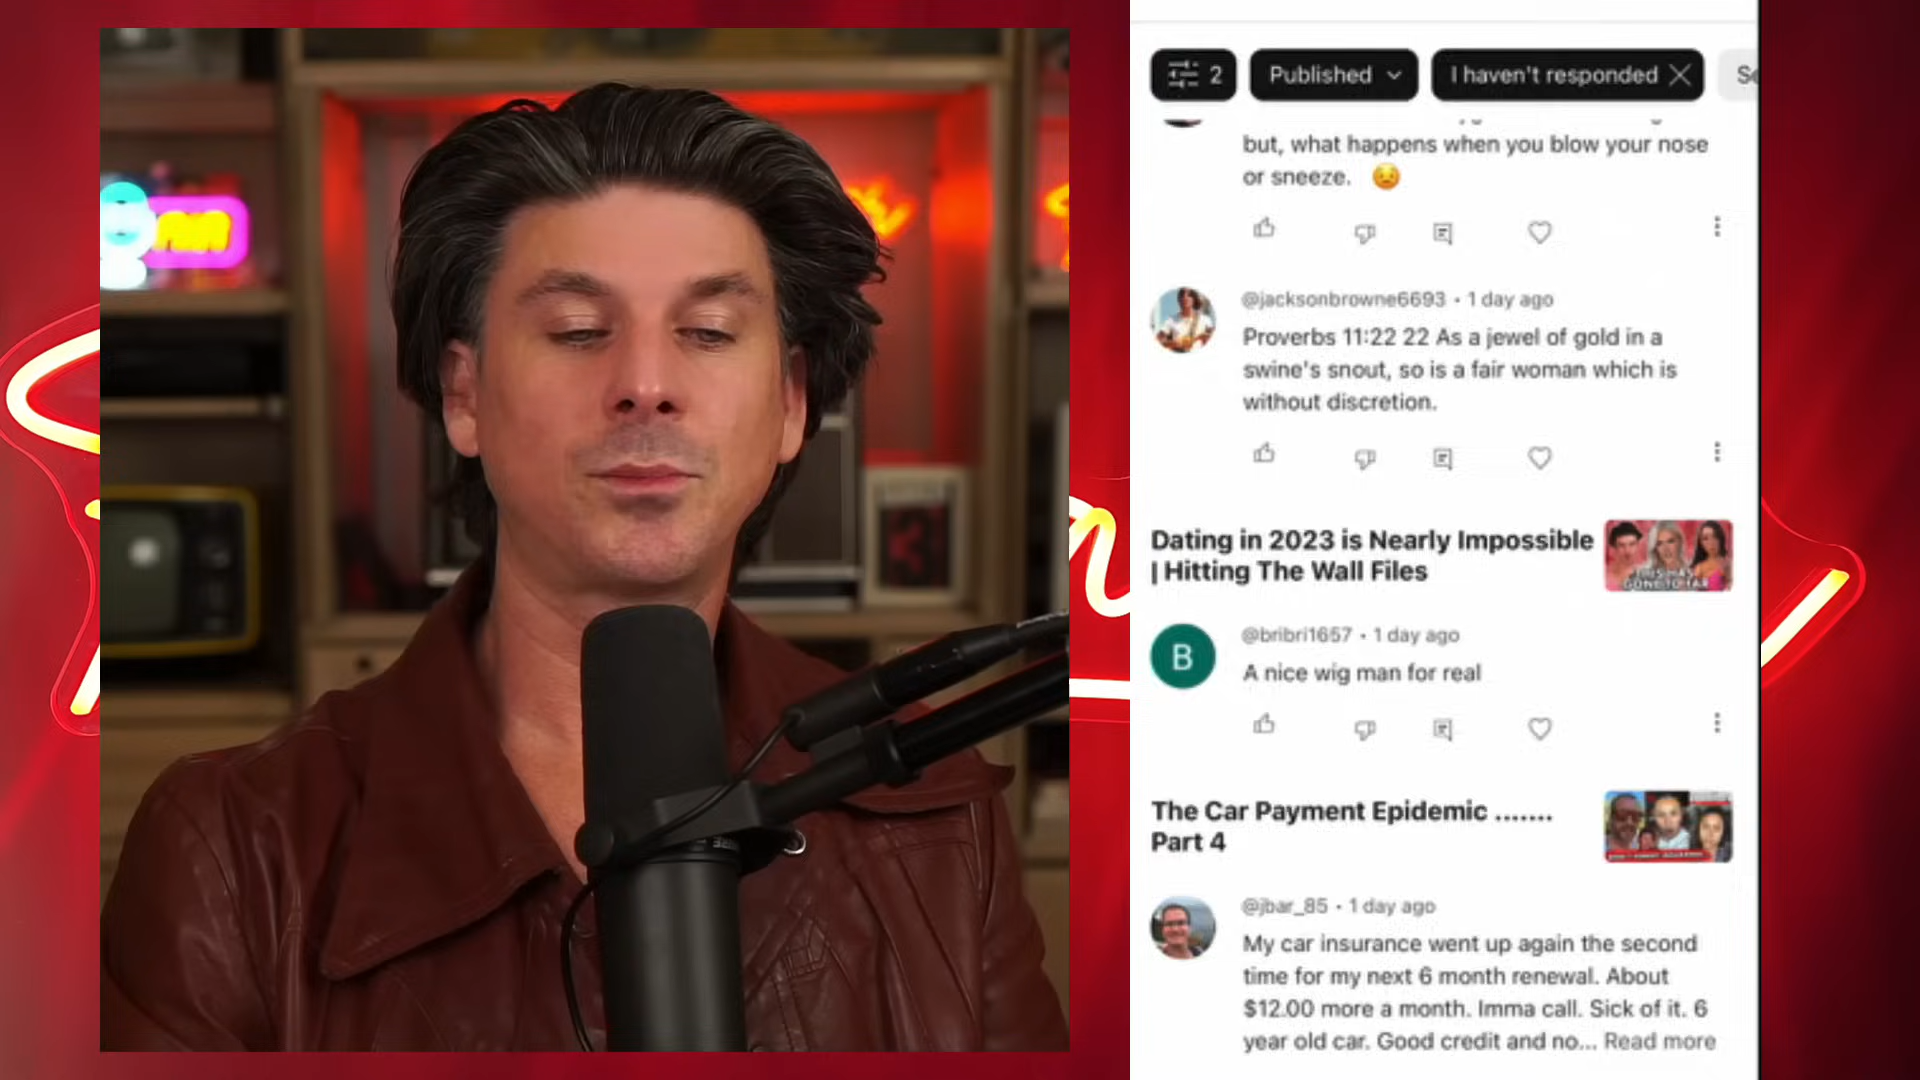 2
Published
I haven't responded
but, what happens when you blow your nose
or sneeze. 😥
@jacksonbrowne6693 • 1 day ago
Proverbs 11:22 22 As a jewel of gold in a
swine's snout, so is a fair woman which is
without discretion.
Dating in 2023 is Nearly Impossible
| Hitting The Wall Files
THIS HAS
GONE TO FAR
B
@bribri1657 • 1 day ago
A nice wig man for real
The Car Payment Epidemic .......
Part 4
@jbar_85 • 1 day ago
My car insurance went up again the second
time for my next 6 month renewal. About
$12.00 more a month. Imma call. Sick of it. 6
year old car. Good credit and no... Read more